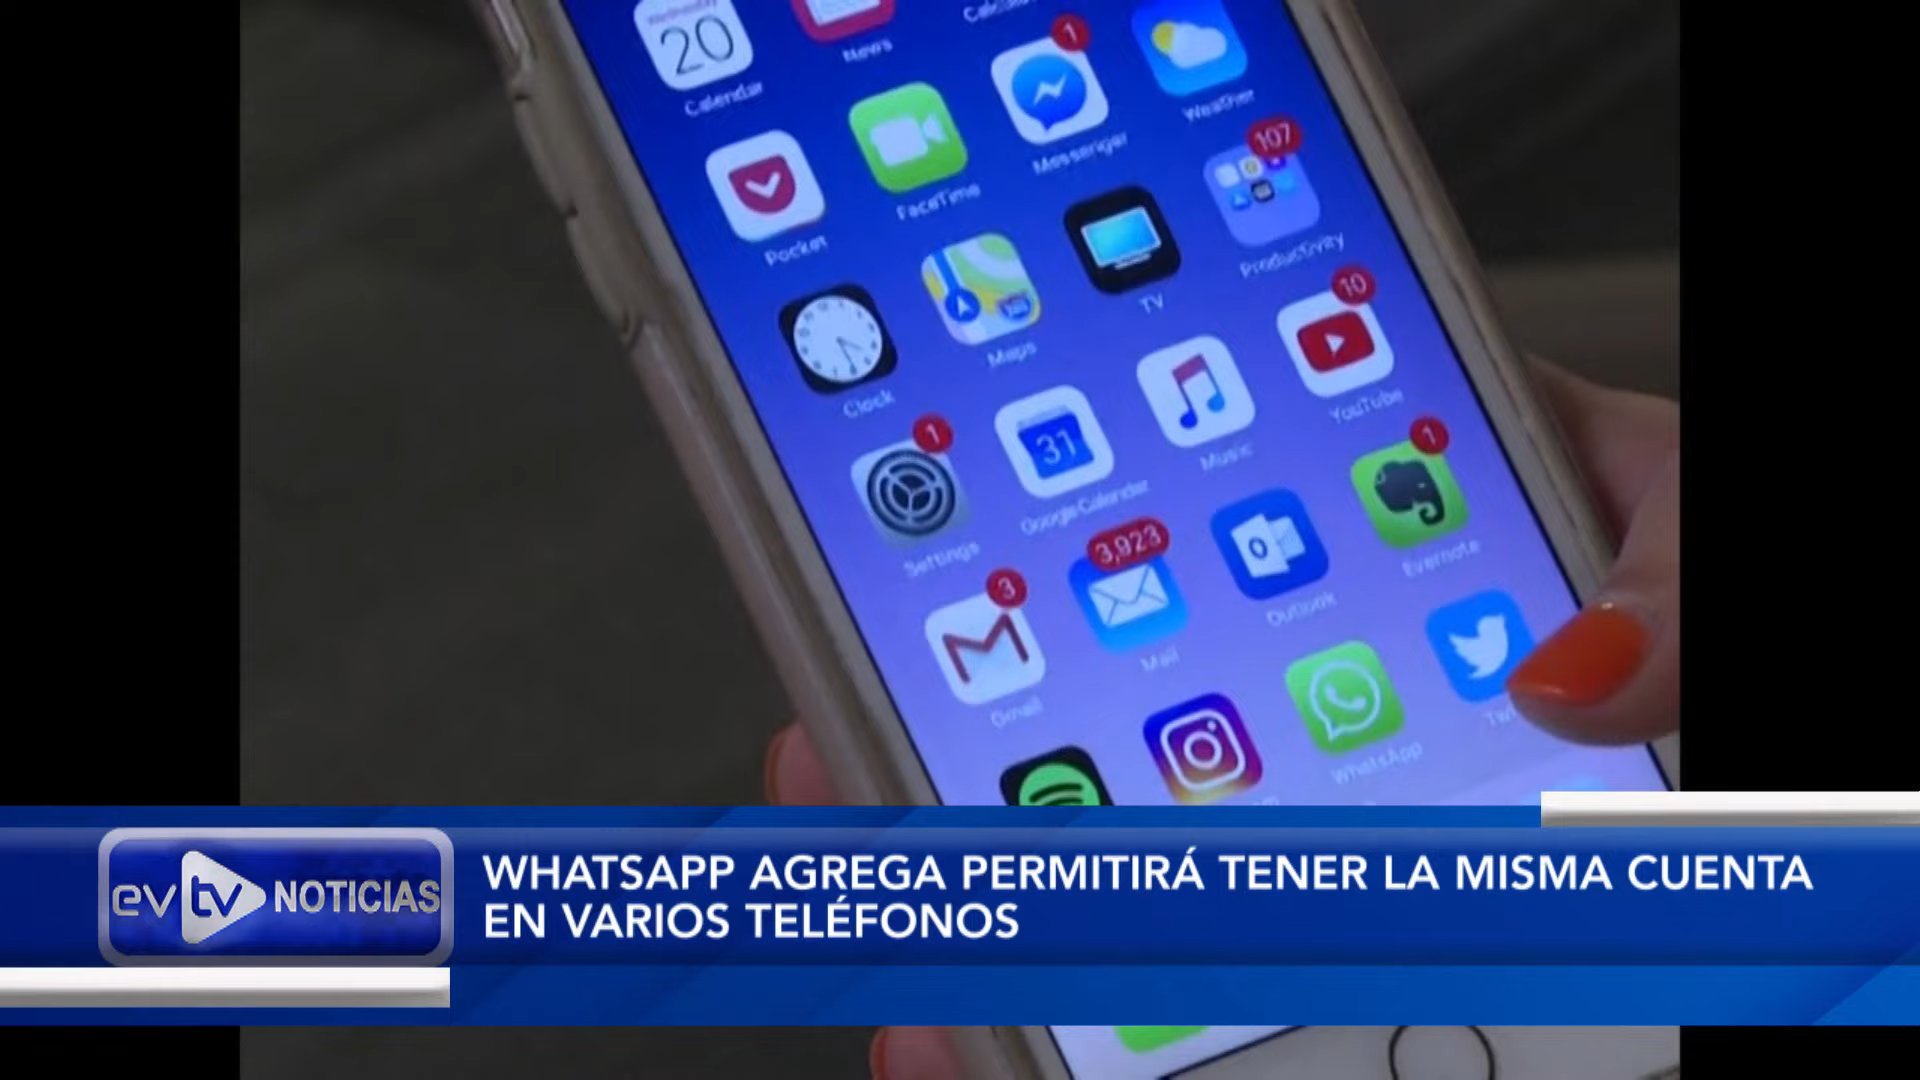 Wednesday
20
Calendar
News
Calculator
1
Messenger
Weather
Pocket
FaceTime
107
Productivity
TV
Maps
Clock
10
YouTube
Music
31
Google Calendar
1
Settings
1
Evernote
Outlook
3,923
Mail
3
Gmail
WhatsApp
evtv NOTICIAS
WHATSAPP AGREGA PERMITIRÁ TENER LA MISMA CUENTA
EN VARIOS TELÉFONOS